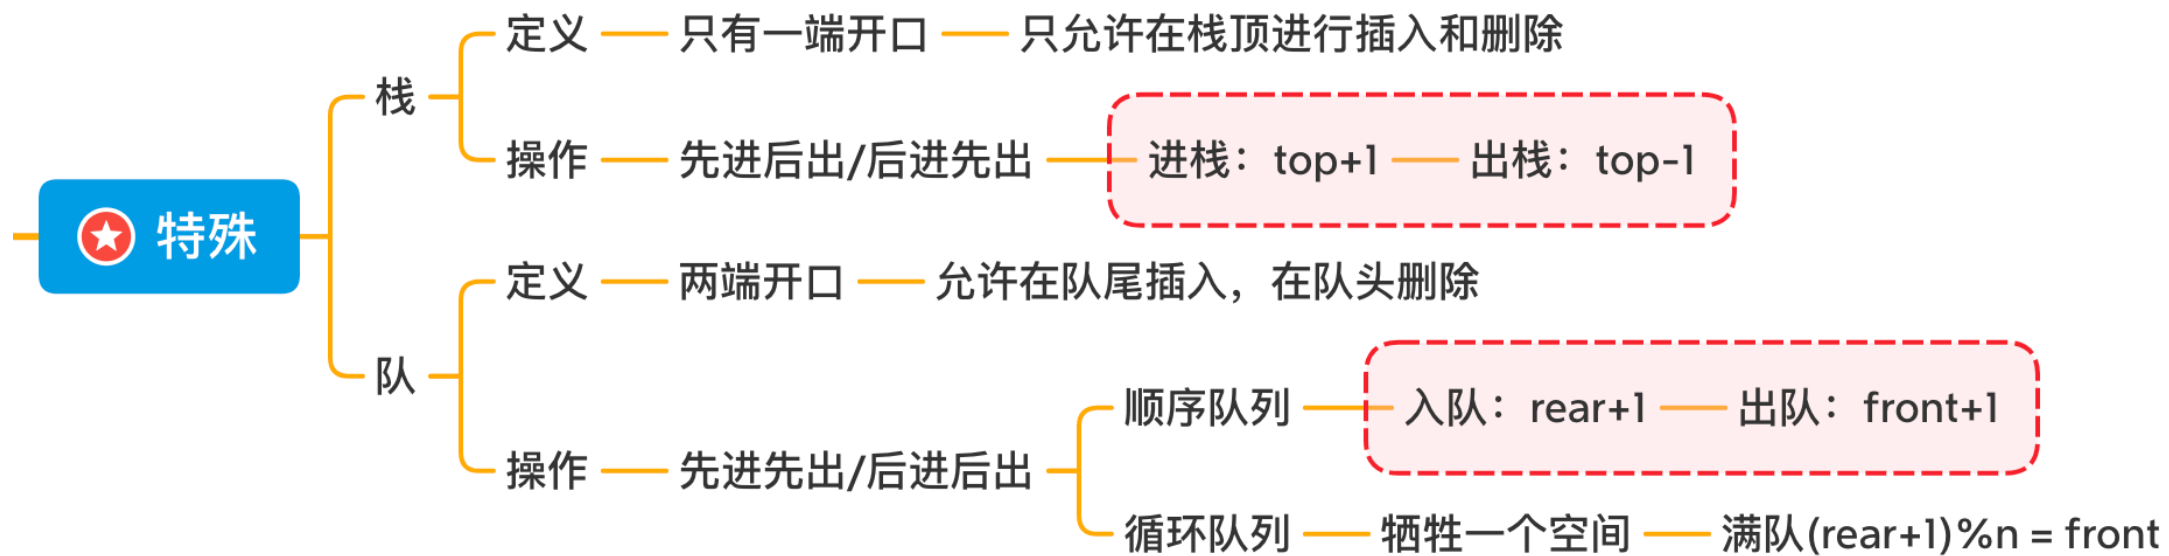 特殊
栈
定义 只有一端开口 只允许在栈顶进行插入和删除
操作 先进后出/后进先出 进栈：top+1 出栈：top-1
队
定义 两端开口 允许在队尾插入，在队头删除
操作 先进先出/后进后出
顺序队列 入队：rear+1 出队：front+1
循环队列 牺牲一个空间 满队(rear+1)%n = front